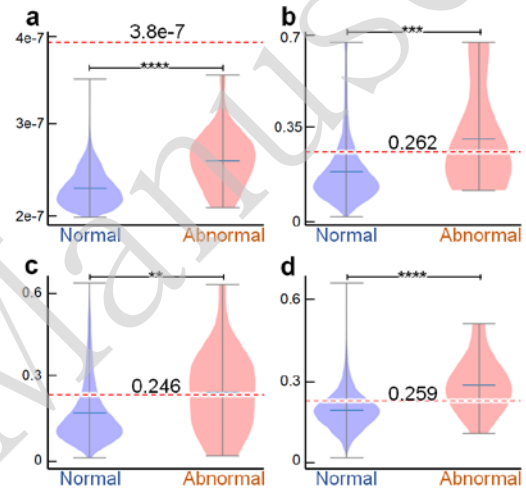 a
3.8e-7
4e-7
****
3e-7
2e-7
Normal Abnormal
b
0.7
***
0.35
0.262
0
Normal Abnormal
c
0.6
**
0.3
0.246
0
Normal Abnormal
d
0.6
****
0.3
0.259
0
Normal Abnormal
Manus